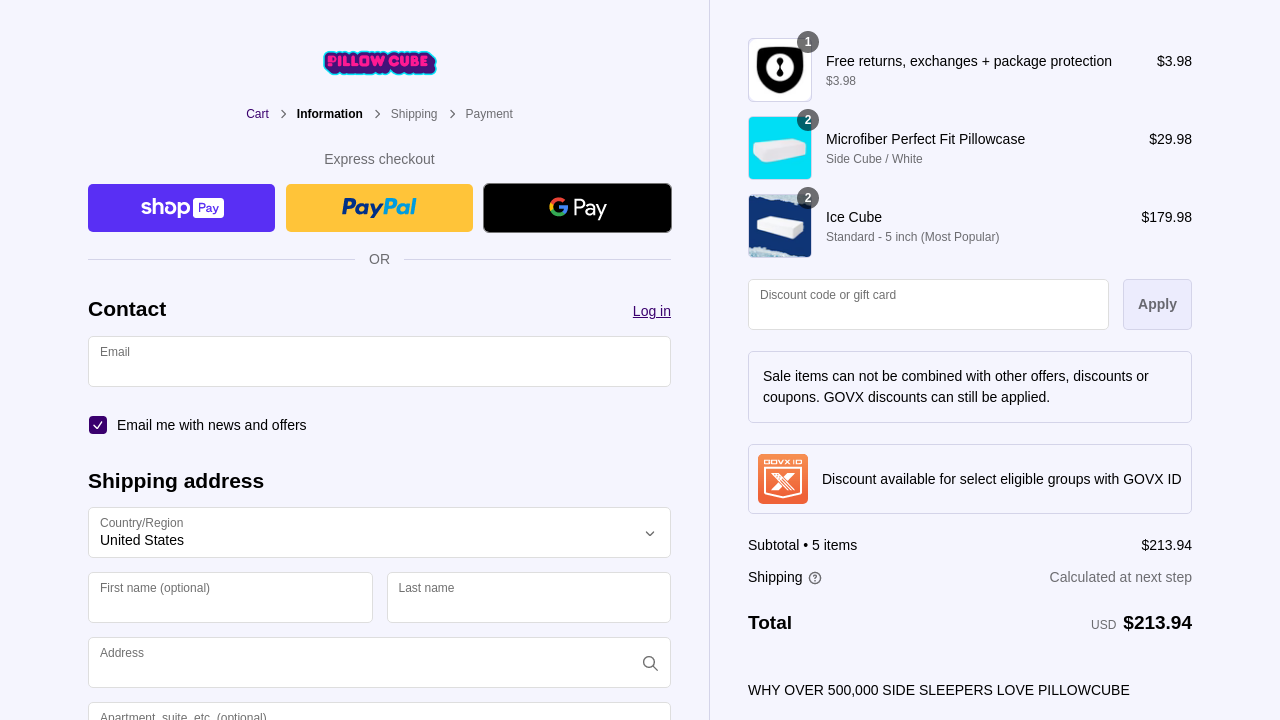 PILLOW CUBE
Cart
Information
Shipping
Payment
Express checkout
shop Pay
PayPal
G Pay
OR
Contact
Log in
Email
Email me with news and offers
Shipping address
Country/Region
United States
First name (optional)
Last name
Address
Apartment, suite, etc. (optional)
1
Free returns, exchanges + package protection
$3.98
$3.98
2
Microfiber Perfect Fit Pillowcase
$29.98
Side Cube / White
2
Ice Cube
$179.98
Standard - 5 inch (Most Popular)
Discount code or gift card
Apply
Sale items can not be combined with other offers, discounts or
coupons. GOVX discounts can still be applied.
GOVX ID
Discount available for select eligible groups with GOVX ID
Subtotal • 5 items
$213.94
Shipping
Calculated at next step
Total
USD $213.94
WHY OVER 500,000 SIDE SLEEPERS LOVE PILLOWCUBE